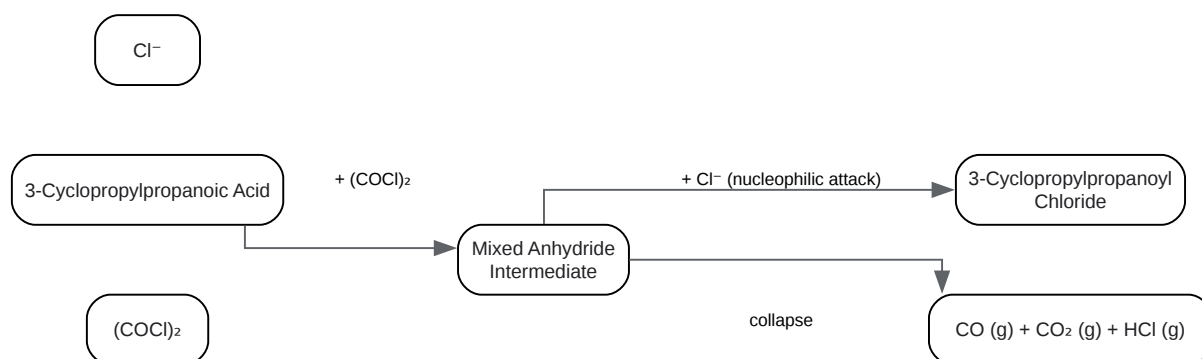 Cl⁻
3-Cyclopropylpropanoic Acid
+ (COCl)₂
+ Cl⁻ (nucleophilic attack)
3-Cyclopropylpropanoyl
Chloride
Mixed Anhydride
Intermediate
(COCl)₂
collapse
CO (g) + CO₂ (g) + HCl (g)